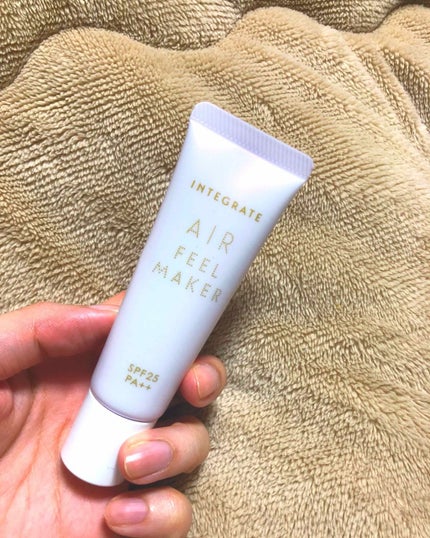 INTEGRATE
AIR
FEEL
MAKER
SPF25
PA++